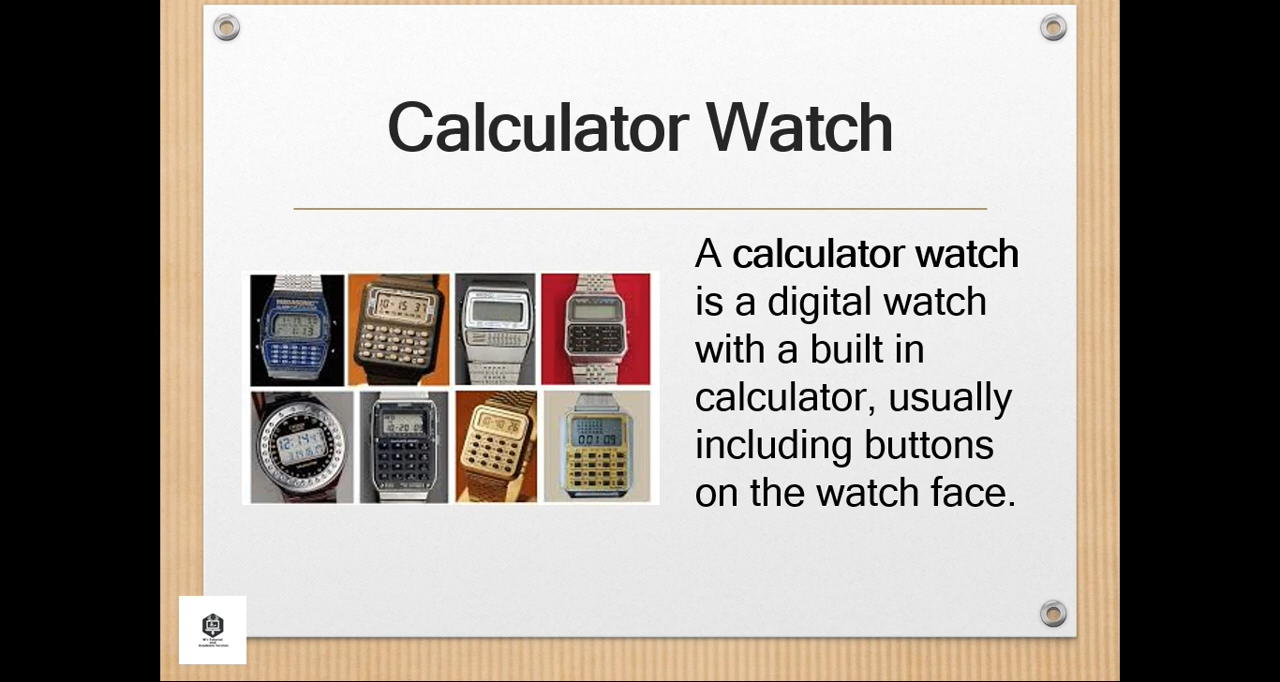 Calculator Watch
A calculator watch
is a digital watch
with a built in
calculator, usually
including buttons
on the watch face.